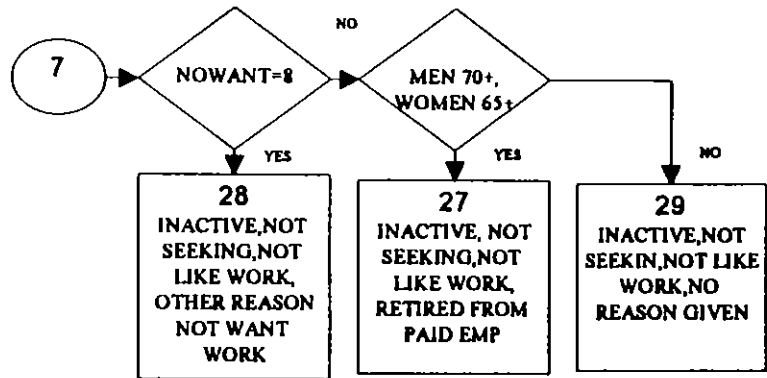 NO
7
NOWANT=8
MEN 70+,
WOMEN 65+
YES
YES
NO
28
INACTIVE,NOT
SEEKING,NOT
LIKE WORK,
OTHER REASON
NOT WANT
WORK
27
INACTIVE, NOT
SEEKING,NOT
LIKE WORK,
RETIRED FROM
PAID EMP
29
INACTIVE,NOT
SEEKIN,NOT LIKE
WORK,NO
REASON GIVEN